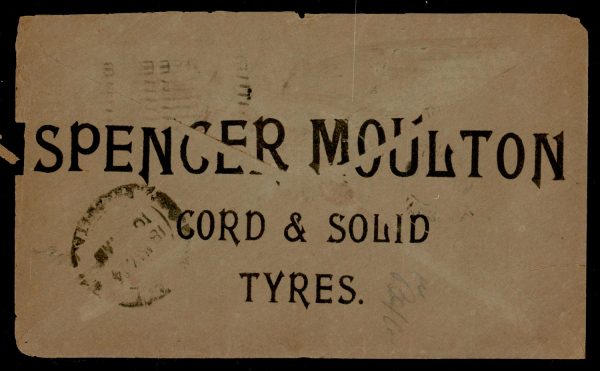 SPENCER MOULTON
CORD & SOLID
TYRES.